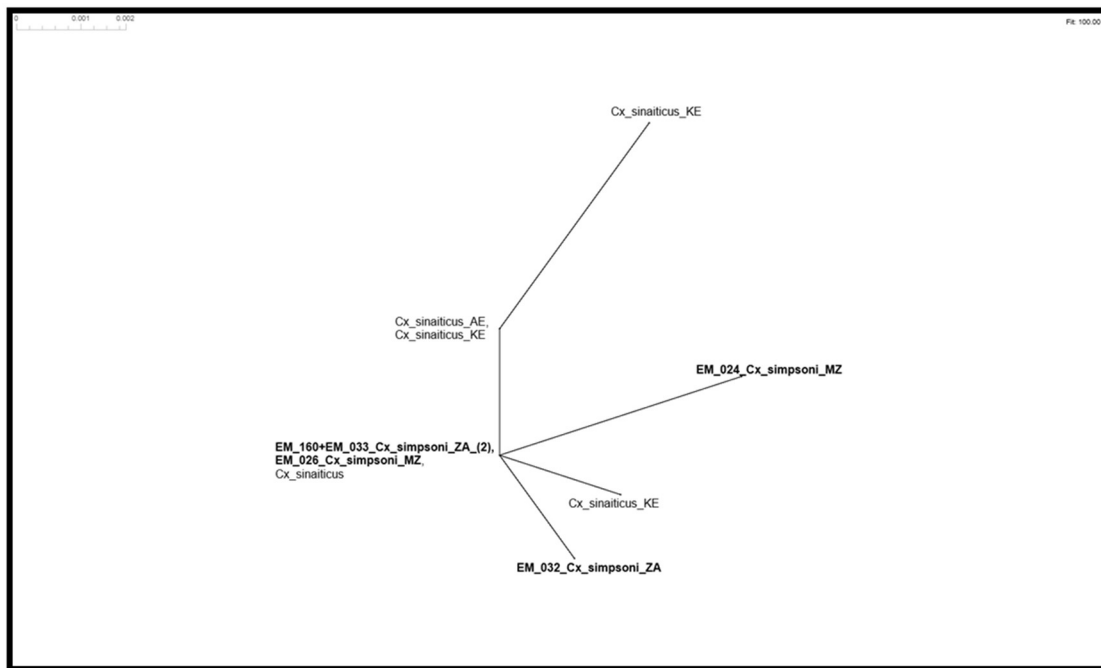 0 0.001 0.002
Fit: 100.00
Cx_sinaiticus_KE
Cx_sinaiticus_AE,
Cx_sinaiticus_KE
EM_024_Cx_simpsoni_MZ
EM_160+EM_033_Cx_simpsoni_ZA_(2),
EM_026_Cx_simpsoni_MZ,
Cx_sinaiticus
Cx_sinaiticus_KE
EM_032_Cx_simpsoni_ZA